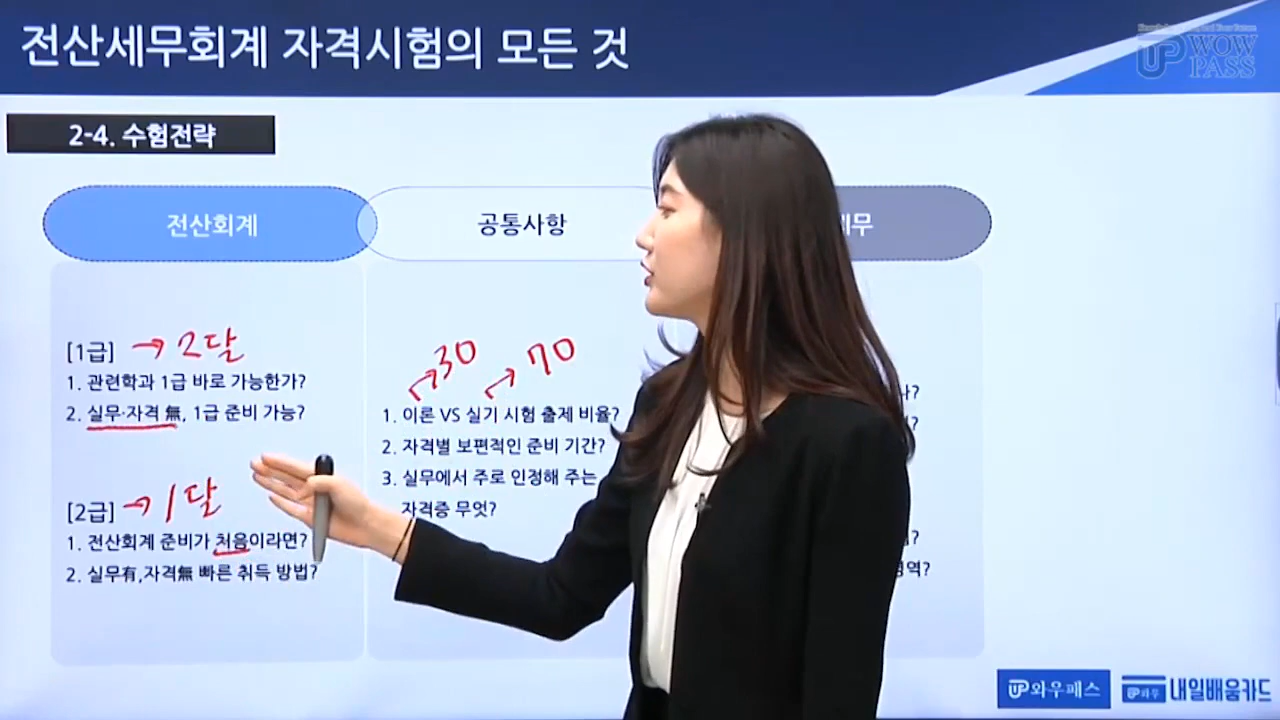 전산세무회계 자격시험의 모든 것
UP WOW PASS
2-4. 수험전략
전산회계
공통사항
[1급] → 2달
1. 관련학과 1급 바로 가능한가?
2. 실무·자격 無, 1급 준비 가능?
[2급] → 1달
1. 전산회계 준비가 처음이라면?
2. 실무有,자격無 빠른 취득 방법?
30 70
1. 이론 VS 실기 시험 출제 비율?
2. 자격별 보편적인 준비 기간?
3. 실무에서 주로 인정해 주는
자격증 무엇?
무
UP 와우패스
UP 와우 내일배움카드